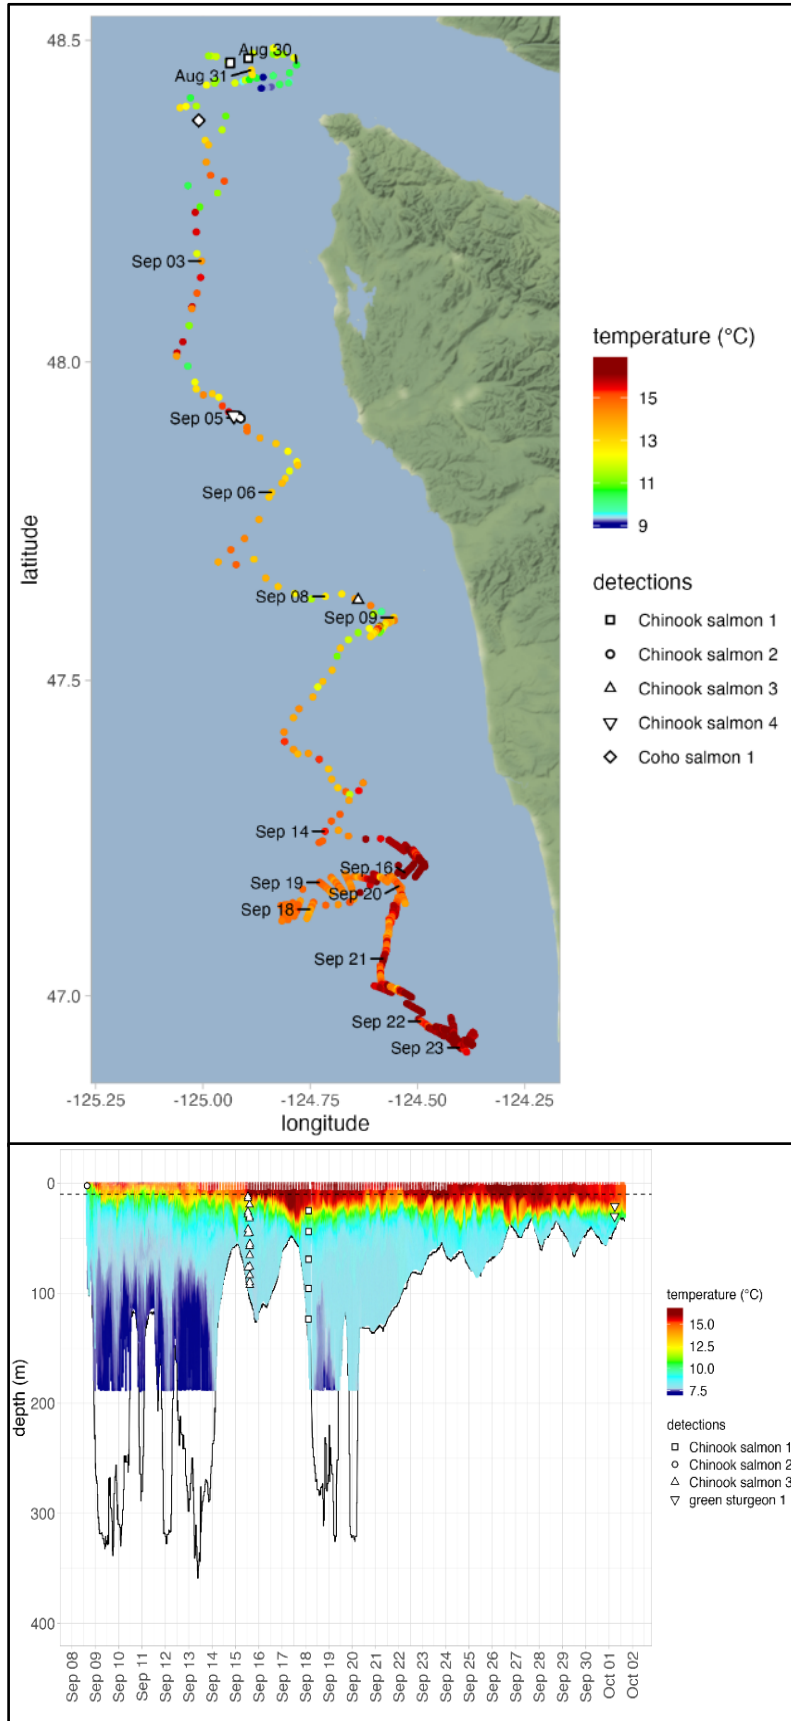 48.5
48.0
47.5
47.0
latitude
-125.25
-125.00
-124.75
-124.50
-124.25
longitude
Aug 30
Aug 31
Sep 03
Sep 05
Sep 06
Sep 08
Sep 09
Sep 14
Sep 16
Sep 19
Sep 20
Sep 18
Sep 21
Sep 22
Sep 23
temperature (°C)
15
13
11
9
detections
Chinook salmon 1
Chinook salmon 2
Chinook salmon 3
Chinook salmon 4
Coho salmon 1
0
100
200
300
400
depth (m)
Sep 08
Sep 09
Sep 10
Sep 11
Sep 12
Sep 13
Sep 14
Sep 15
Sep 16
Sep 17
Sep 18
Sep 19
Sep 20
Sep 21
Sep 22
Sep 23
Sep 24
Sep 25
Sep 26
Sep 27
Sep 28
Sep 29
Sep 30
Oct 01
Oct 02
temperature (°C)
15.0
12.5
10.0
7.5
detections
Chinook salmon 1
Chinook salmon 2
Chinook salmon 3
green sturgeon 1